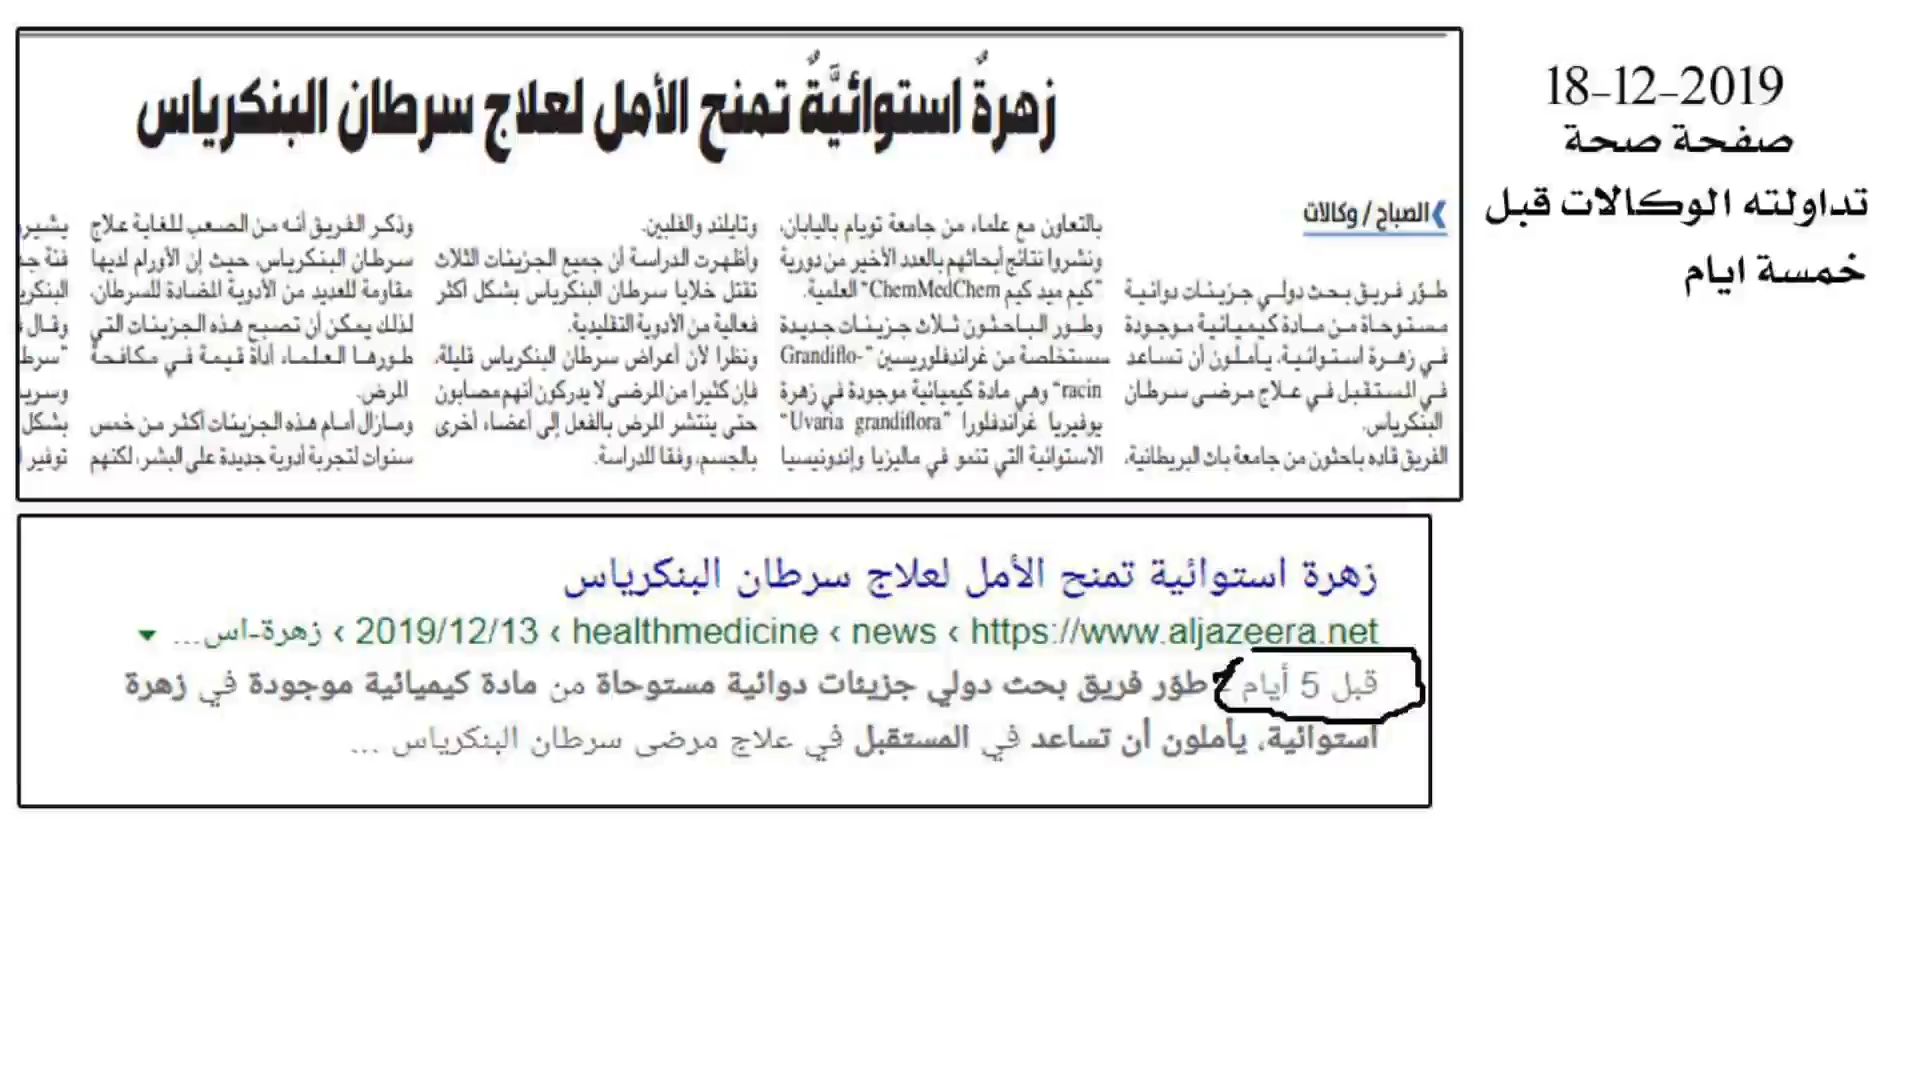 زهرةٌ استوائيَّةٌ تمنح الأمل لعلاج سرطان البنكرياس
الصباح / وكالات
طوّر فريق بحث دولي جزيئات دوائية
مستوحاة من مادة كيميائية موجودة
في زهرة استوائية، يأملون أن تساعد
في المستقبل في علاج مرضى سرطان
البنكرياس.
الفريق قاده باحثون من جامعة باث البريطانية،
بالتعاون مع علماء من جامعة تويام باليابان،
ونشروا نتائج أبحاثهم بالعدد الأخير من دورية
"كيم ميد كيم ChemMedChem" العلمية.
وطور الباحثون ثلاث جزيئات جديدة
مستخلصة من غراندفلوريسين "Grandiflo-
racin" وهي مادة كيميائية موجودة في زهرة
يوفيريا غراندفلورا "Uvaria grandiflora"
الاستوائية التي تنمو في ماليزيا وإندونيسيا
وتايلند والفلبين.
وأظهرت الدراسة أن جميع الجزيئات الثلاث
تقتل خلايا سرطان البنكرياس بشكل أكثر
فعالية من الأدوية التقليدية.
ونظرا لأن أعراض سرطان البنكرياس قليلة،
فإن كثيرا من المرضى لا يدركون أنهم مصابون
حتى ينتشر المرض بالفعل إلى أعضاء أخرى
بالجسم، وفقا للدراسة.
وذكر الفريق أنه من الصعب للغاية علاج
سرطان البنكرياس، حيث إن الأورام لديها
مقاومة للعديد من الأدوية المضادة للسرطان،
لذلك يمكن أن تصبح هذه الجزيئات التي
طورها العلماء أداة قيمة في مكافحة
المرض.
ومازال أمام هذه الجزيئات أكثر من خمس
سنوات لتجربة أدوية جديدة على البشر، لكنهم
بشكل
توفير
18-12-2019
صفحة صحة
تداولته الوكالات قبل
خمسة ايام
زهرة استوائية تمنح الأمل لعلاج سرطان البنكرياس
https://www.aljazeera.net › news › healthmedicine › 2019/12/13 › زهرة-اس...
قبل 5 أيام - طوّر فريق بحث دولي جزيئات دوائية مستوحاة من مادة كيميائية موجودة في زهرة
استوائية، يأملون أن تساعد في المستقبل في علاج مرضى سرطان البنكرياس ...